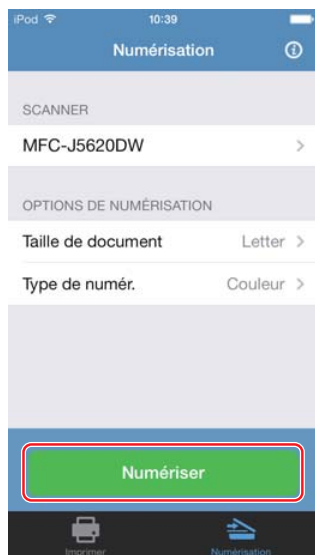 iPod 10:39
Numérisation
SCANNER
MFC-J5620DW
OPTIONS DE NUMÉRISATION
Taille de document Letter
Type de numér. Couleur
Numériser
Imprimer Numérisation